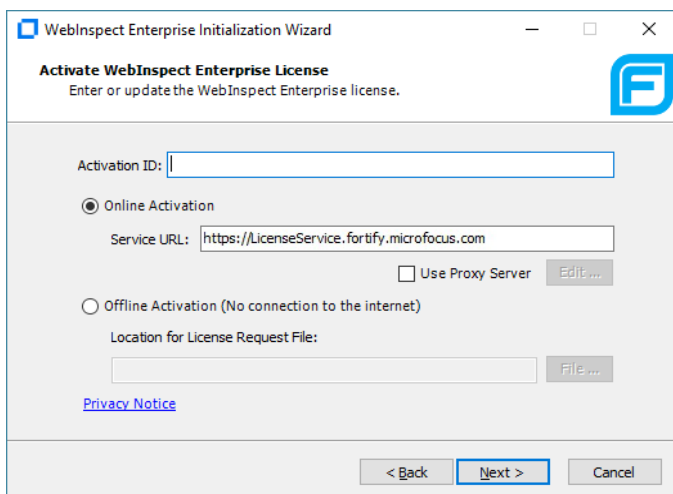 WebInspect Enterprise Initialization Wizard
Activate WebInspect Enterprise License
Enter or update the WebInspect Enterprise license.
Activation ID:
Online Activation
Service URL: https://LicenseService.fortify.microfocus.com
Use Proxy Server Edit ...
Offline Activation (No connection to the internet)
Location for License Request File:
File ...
Privacy Notice
< Back Next > Cancel